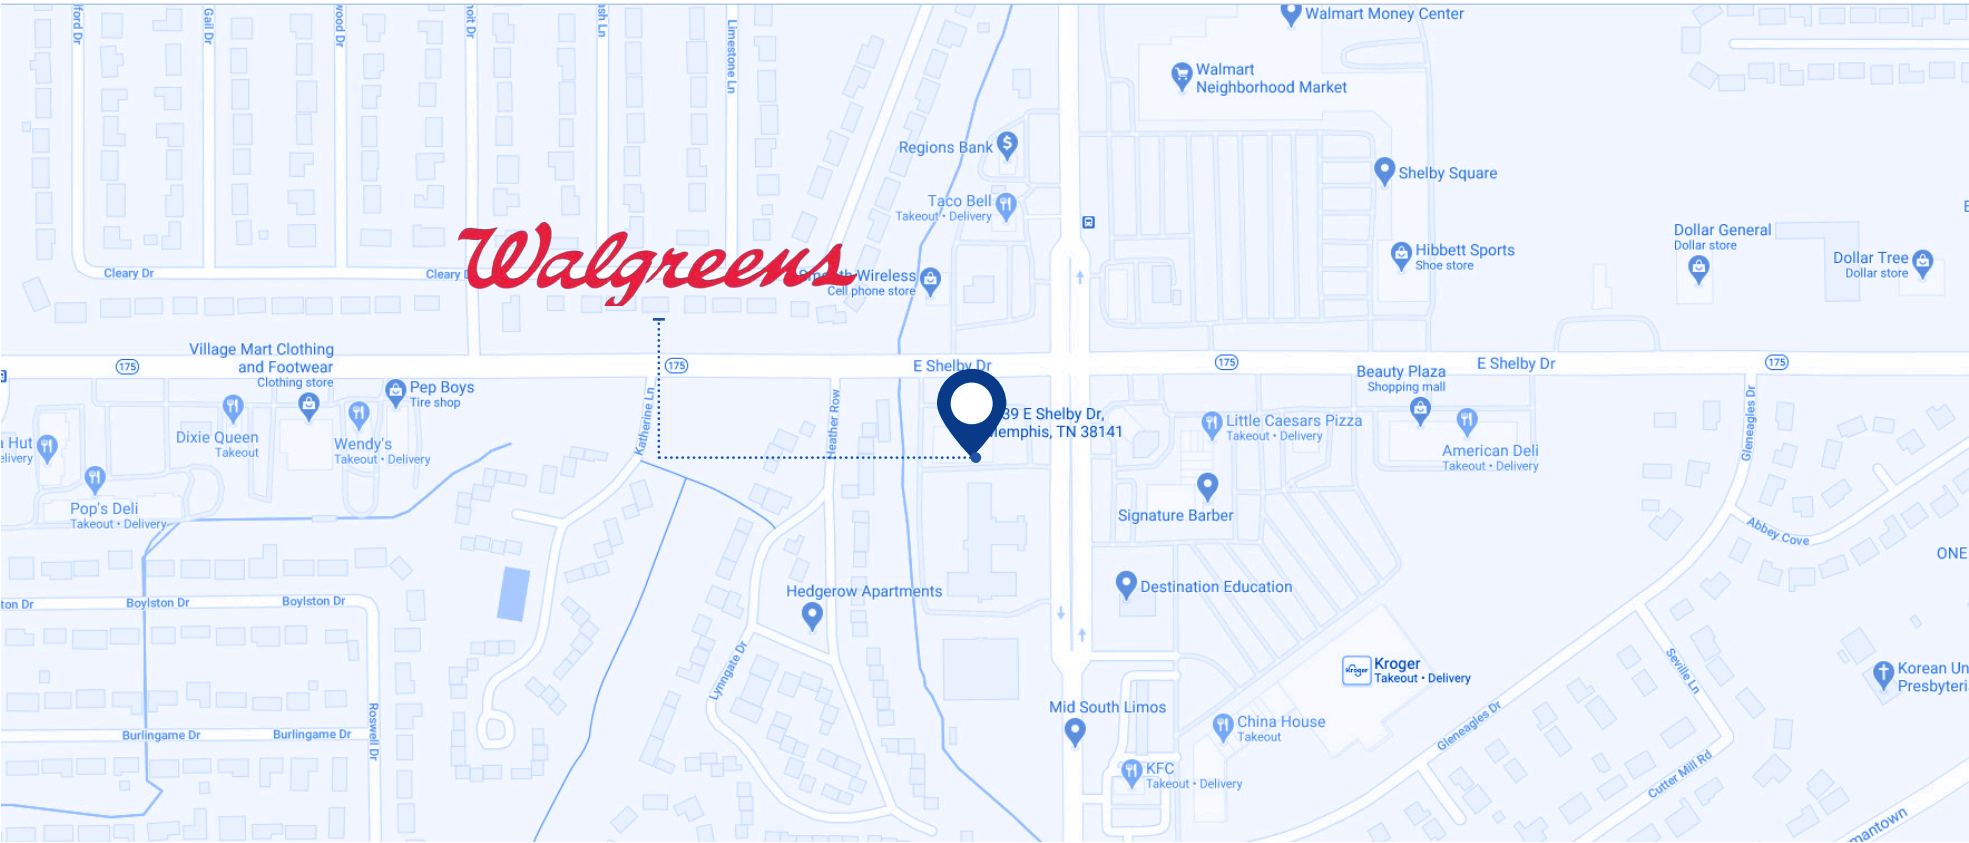 Gail Dr
Limestone Ln
Walmart Money Center
Walmart
Neighborhood Market
Regions Bank
Taco Bell
Takeout • Delivery
Shelby Square
Hibbett Sports
Shoe store
Dollar General
Dollar store
Dollar Tree
Dollar store
Cleary Dr
Cleary
Walgreens
Wireless
Cell phone store
175
175
175
175
E Shelby Dr
E Shelby Dr
Village Mart Clothing
and Footwear
Clothing store
Pep Boys
Tire shop
Dixie Queen
Takeout
Wendy's
Takeout • Delivery
Hut
Pop's Deli
Takeout • Delivery
Katherine Ln
Heather Row
39 E Shelby Dr,
Memphis, TN 38141
Little Caesars Pizza
Takeout • Delivery
Beauty Plaza
Shopping mall
American Deli
Takeout • Delivery
Gleneagles Dr
Signature Barber
Abbey Cove
ONE
Destination Education
Hedgerow Apartments
Boylston Dr
Boylston Dr
Lynngate Dr
Kroger
Kroger
Takeout • Delivery
Seville Ln
Korean
Mid South Limos
China House
Takeout
Gleneagles Dr
Roswell Dr
Burlingame Dr
Burlingame Dr
KFC
Takeout • Delivery
Cutter Mill Rd